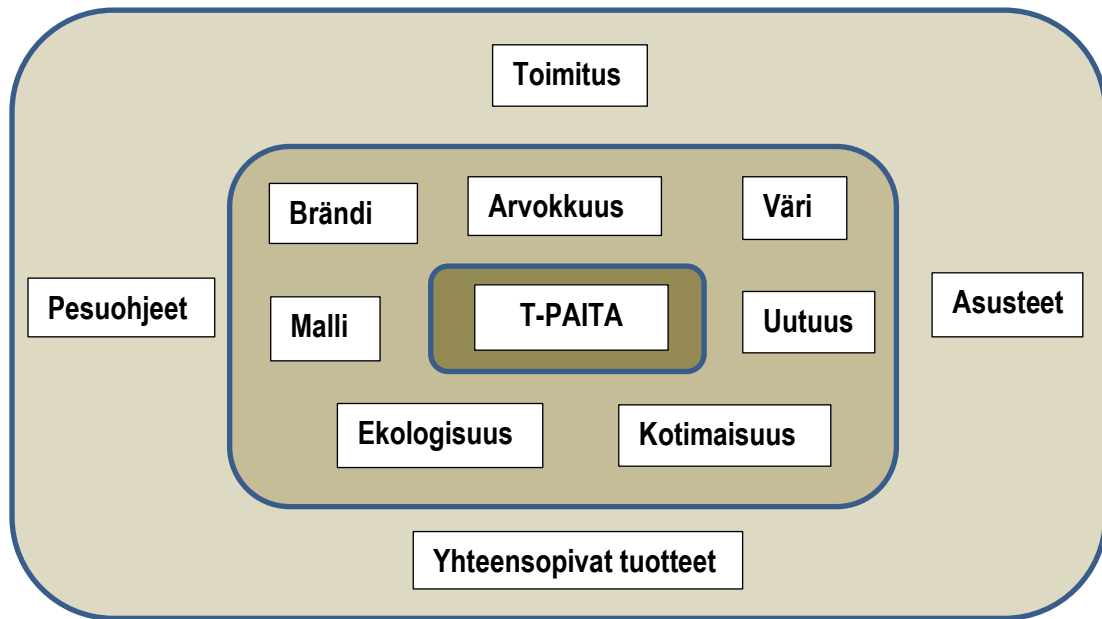 Toimitus
Brändi
Arvokkuus
Väri
Pesuohjeet
Malli
T-PAITA
Uutuus
Asusteet
Ekologisuus
Kotimaisuus
Yhteensopivat tuotteet